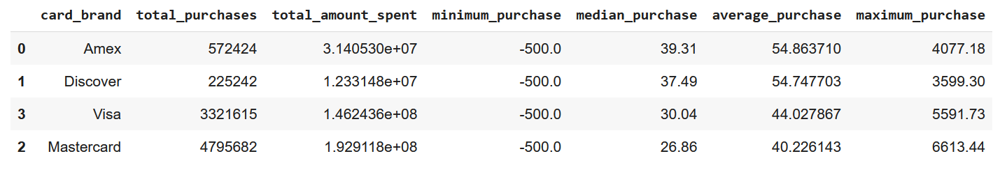 card_brand total_purchases total_amount_spent minimum_purchase median_purchase average_purchase maximum_purchase
0 Amex 572424 3.140530e+07 -500.0 39.31 54.863710 4077.18
1 Discover 225242 1.233148e+07 -500.0 37.49 54.747703 3599.30
3 Visa 3321615 1.462436e+08 -500.0 30.04 44.027867 5591.73
2 Mastercard 4795682 1.929118e+08 -500.0 26.86 40.226143 6613.44